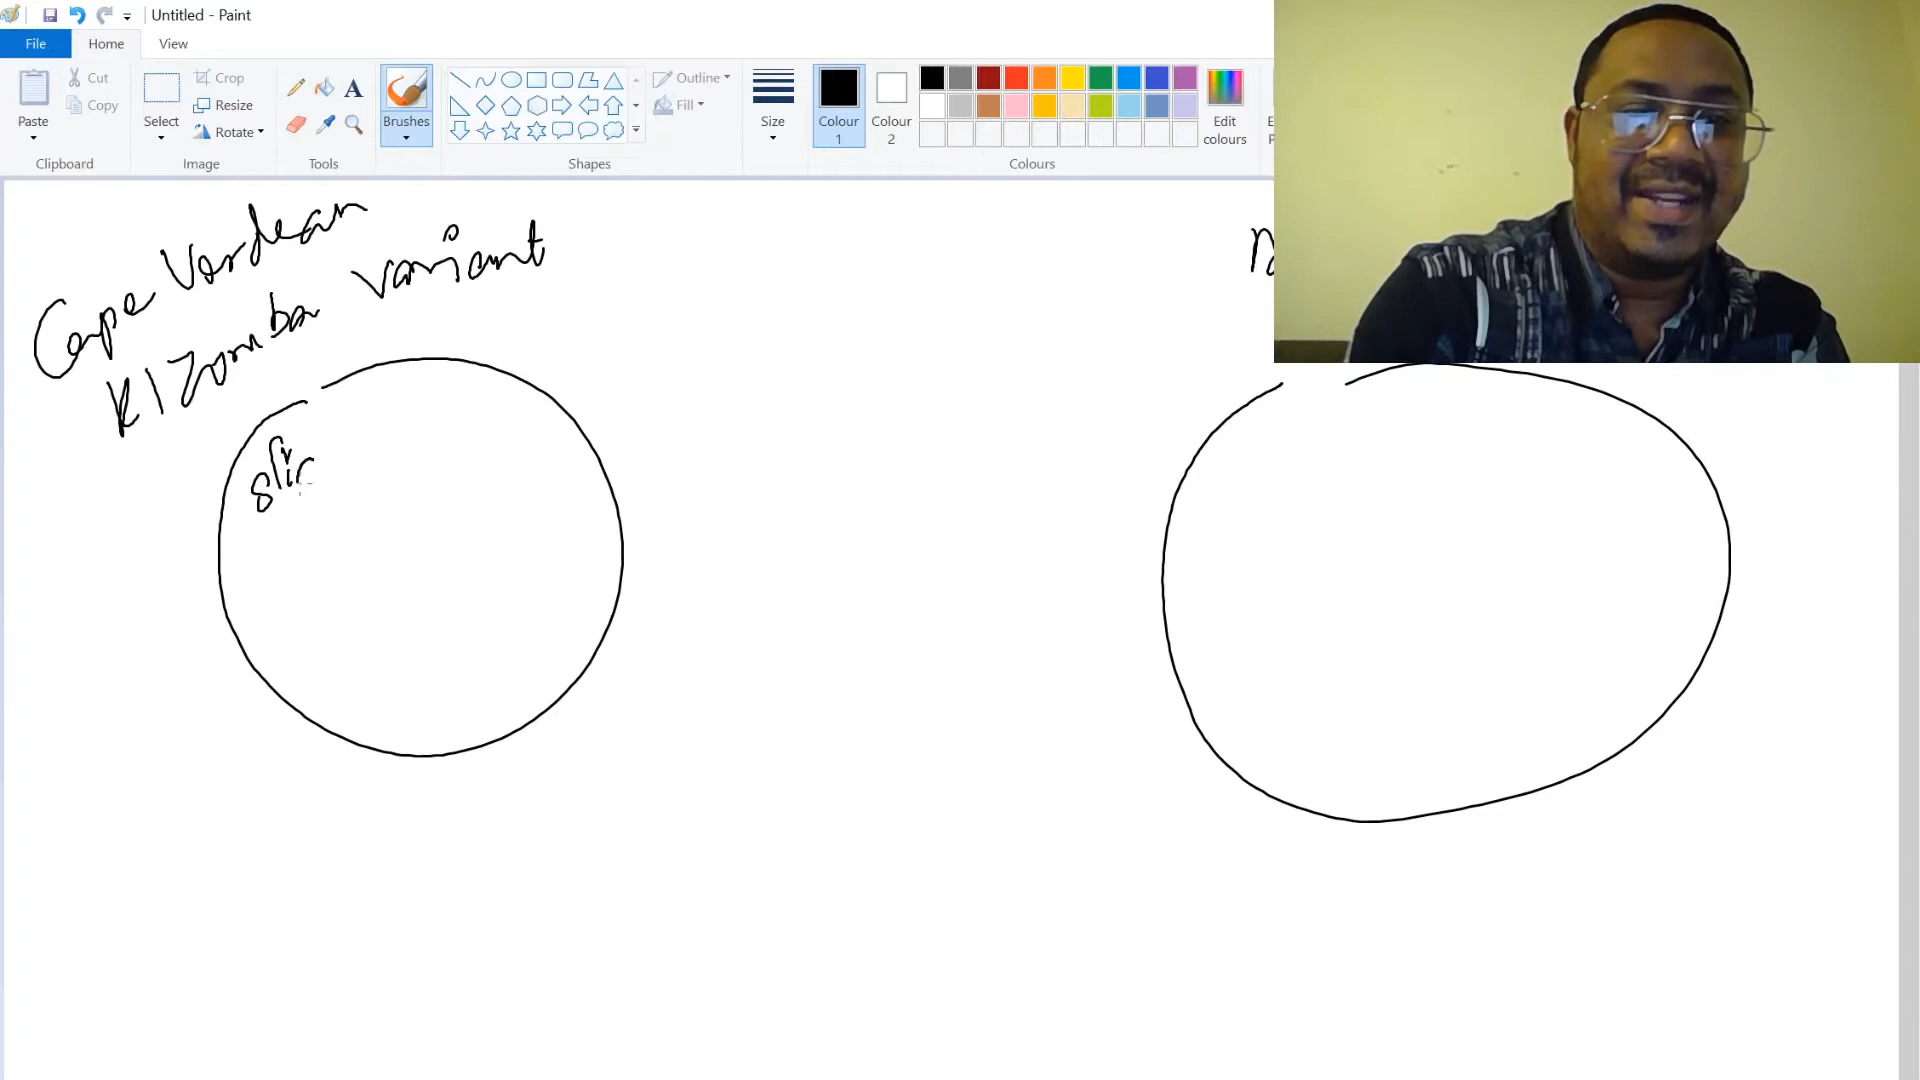 Untitled - Paint
File Home View
Paste
Cut
Copy
Clipboard
Select
Crop
Resize
Rotate
Image
Tools
Brushes
Shapes
Outline
Fill
Size
Colour 1
Colour 2
Colours
Edit colours
Cape Verdean
KIZomba variant